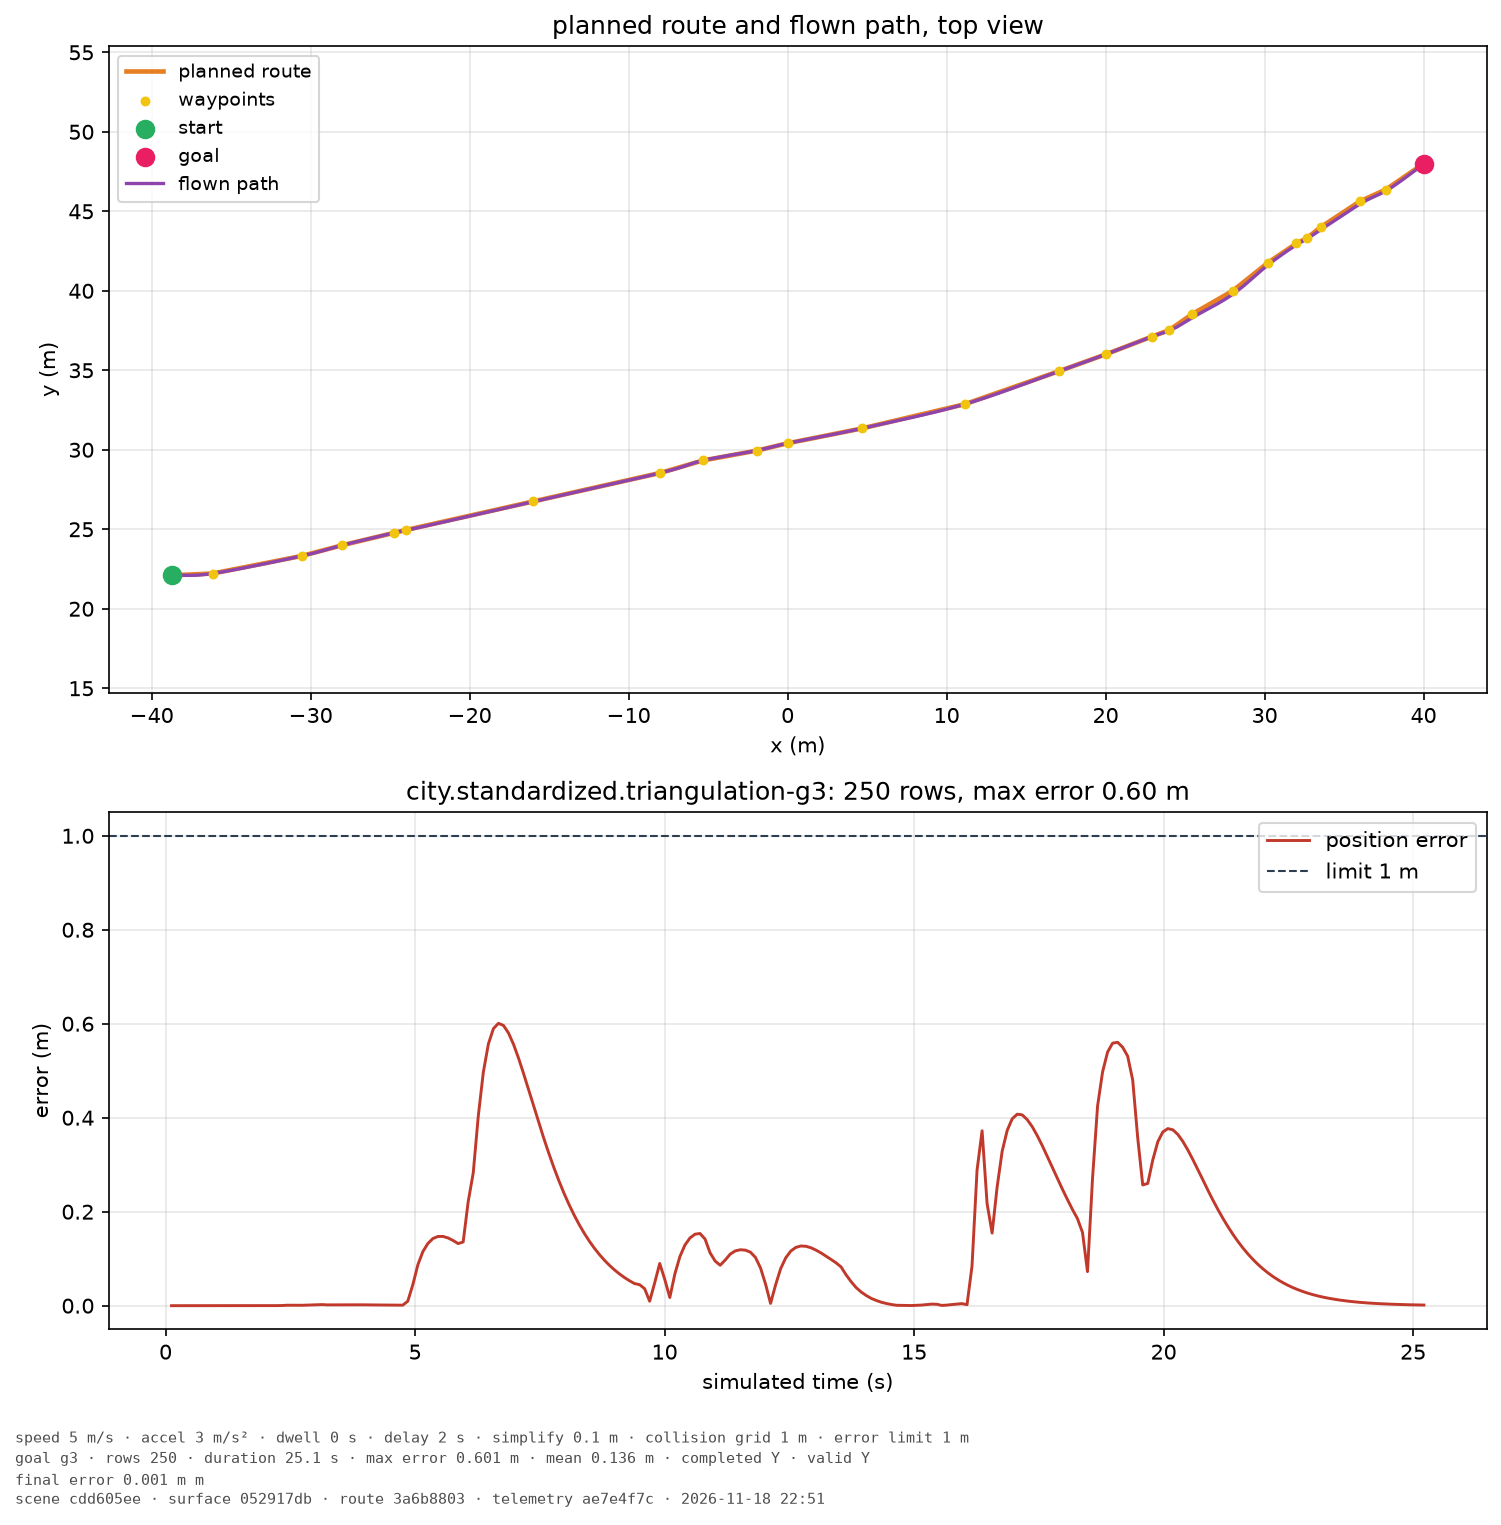 planned route and flown path, top view
planned route
waypoints
start
goal
flown path
55
50
45
40
35
30
25
20
15
y (m)
−40 −30 −20 −10 0 10 20 30 40
x (m)
city.standardized.triangulation-g3: 250 rows, max error 0.60 m
position error
limit 1 m
1.0
0.8
0.6
0.4
0.2
0.0
error (m)
0 5 10 15 20 25
simulated time (s)
speed 5 m/s · accel 3 m/s² · dwell 0 s · delay 2 s · simplify 0.1 m · collision grid 1 m · error limit 1 m
goal g3 · rows 250 · duration 25.1 s · max error 0.601 m · mean 0.136 m · completed Y · valid Y
final error 0.001 m m
scene cdd605ee · surface 052917db · route 3a6b8803 · telemetry ae7e4f7c · 2026-11-18 22:51